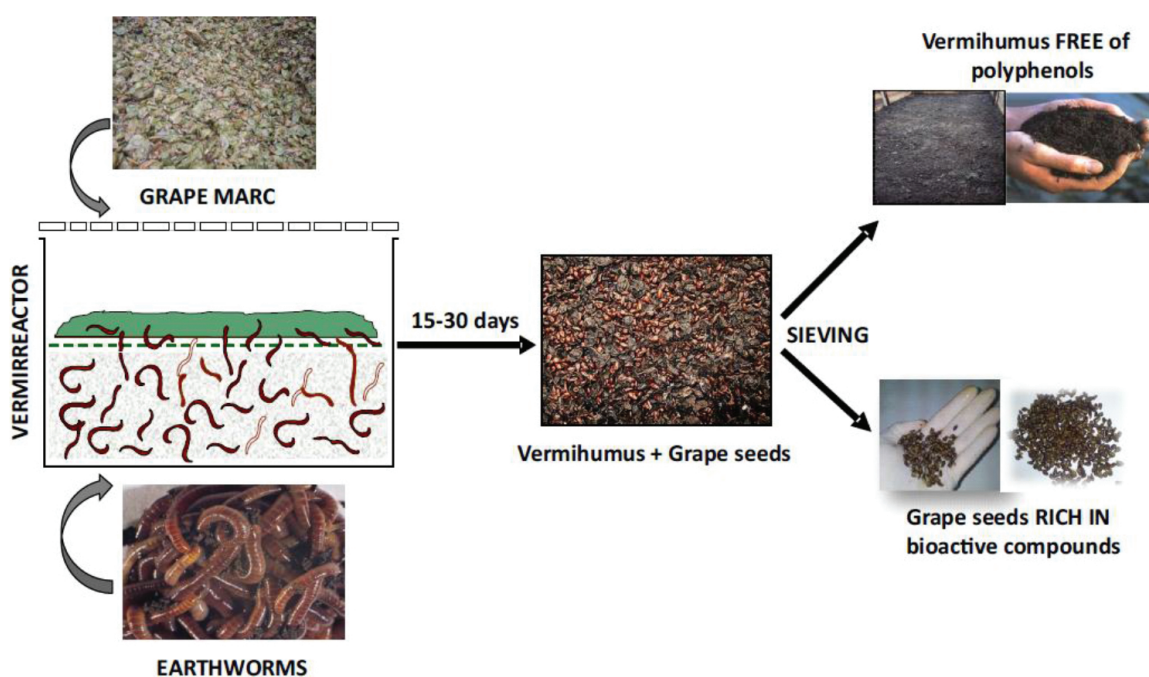 GRAPE MARC
VERMIRREACTOR
EARTHWORMS
15-30 days
Vermihumus + Grape seeds
SIEVING
Vermihumus FREE of
polyphenols
Grape seeds RICH IN
bioactive compounds